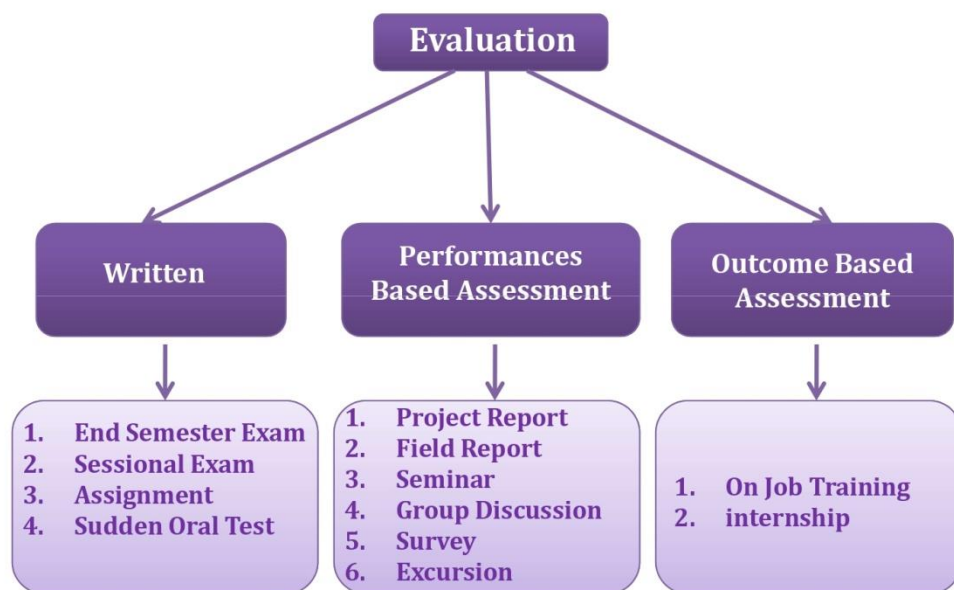 Evaluation
Written
Performances
Based Assessment
Outcome Based
Assessment
1. End Semester Exam
2. Sessional Exam
3. Assignment
4. Sudden Oral Test
1. Project Report
2. Field Report
3. Seminar
4. Group Discussion
5. Survey
6. Excursion
1. On Job Training
2. internship